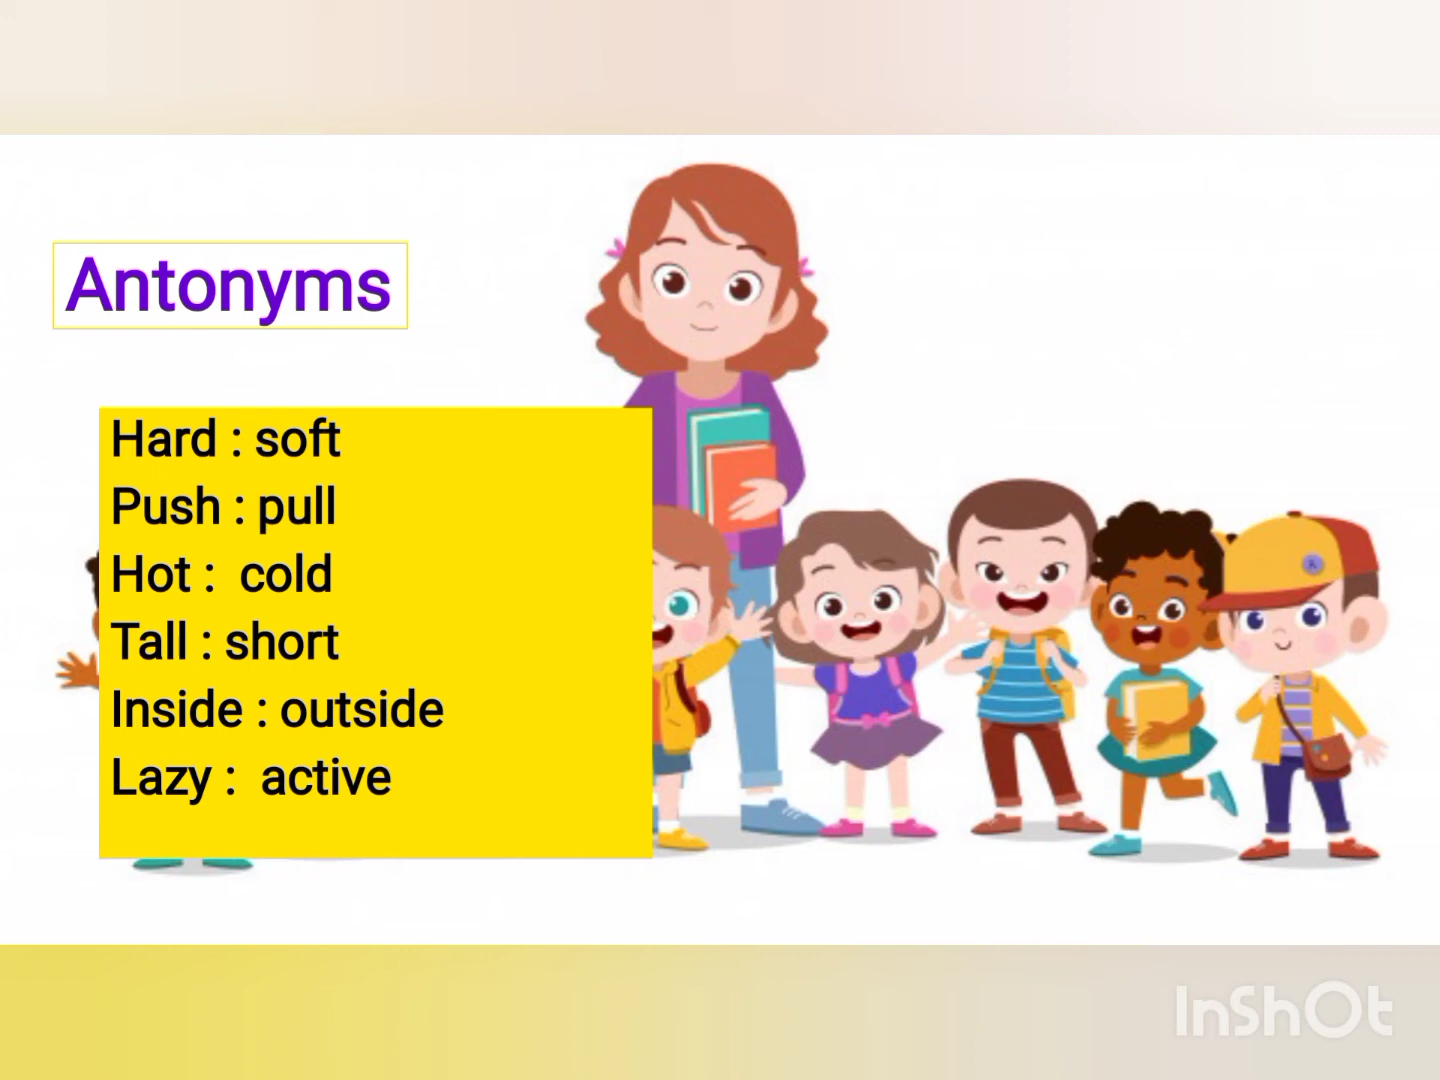 Antonyms
Hard : soft
Push : pull
Hot :  cold
Tall : short
Inside : outside
Lazy :  active
InShOt